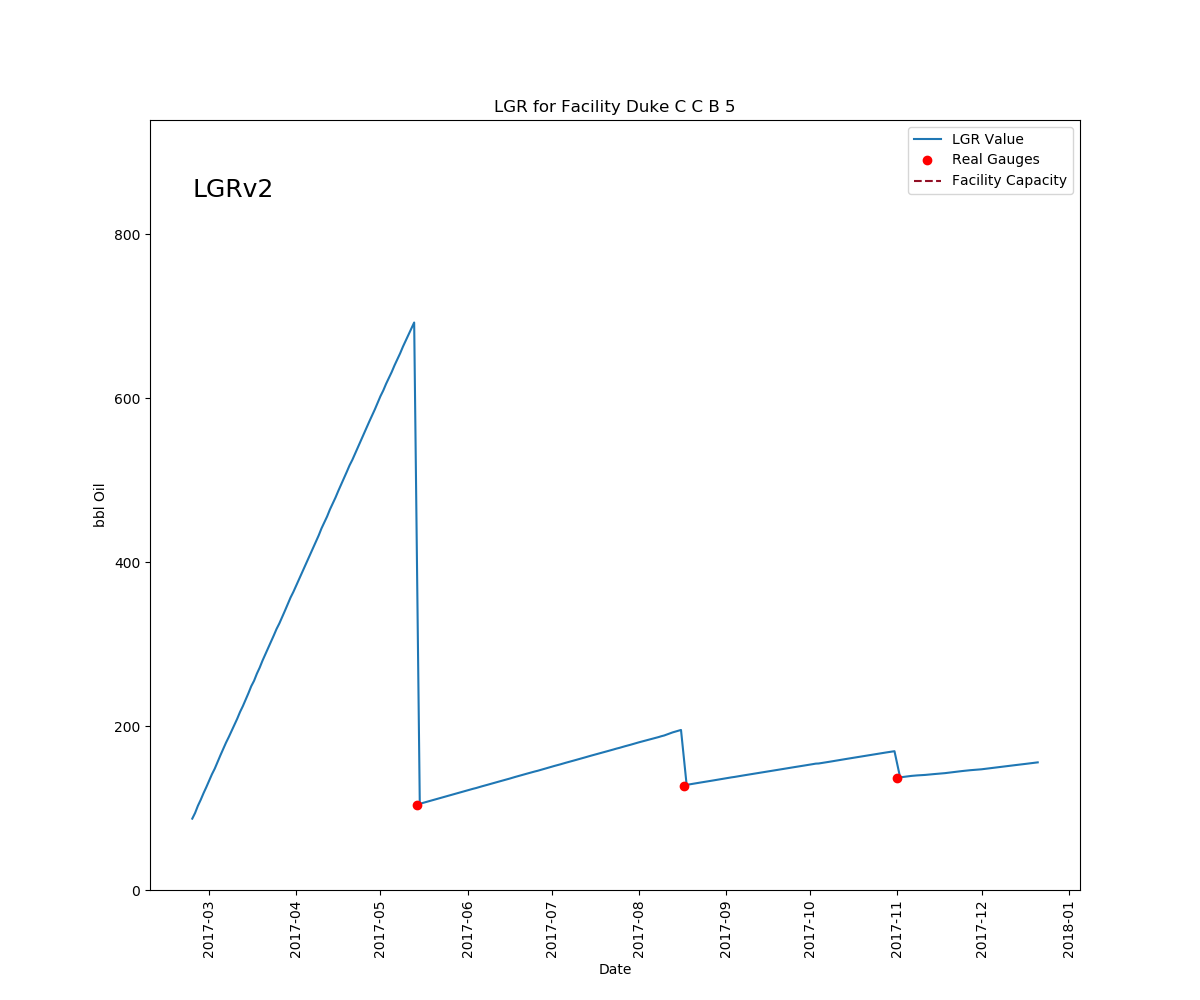 LGR for Facility Duke C C B 5
LGRv2
LGR Value
Real Gauges
Facility Capacity
bbl Oil
800
600
400
200
0
2017-03
2017-04
2017-05
2017-06
2017-07
2017-08
2017-09
2017-10
2017-11
2017-12
2018-01
Date